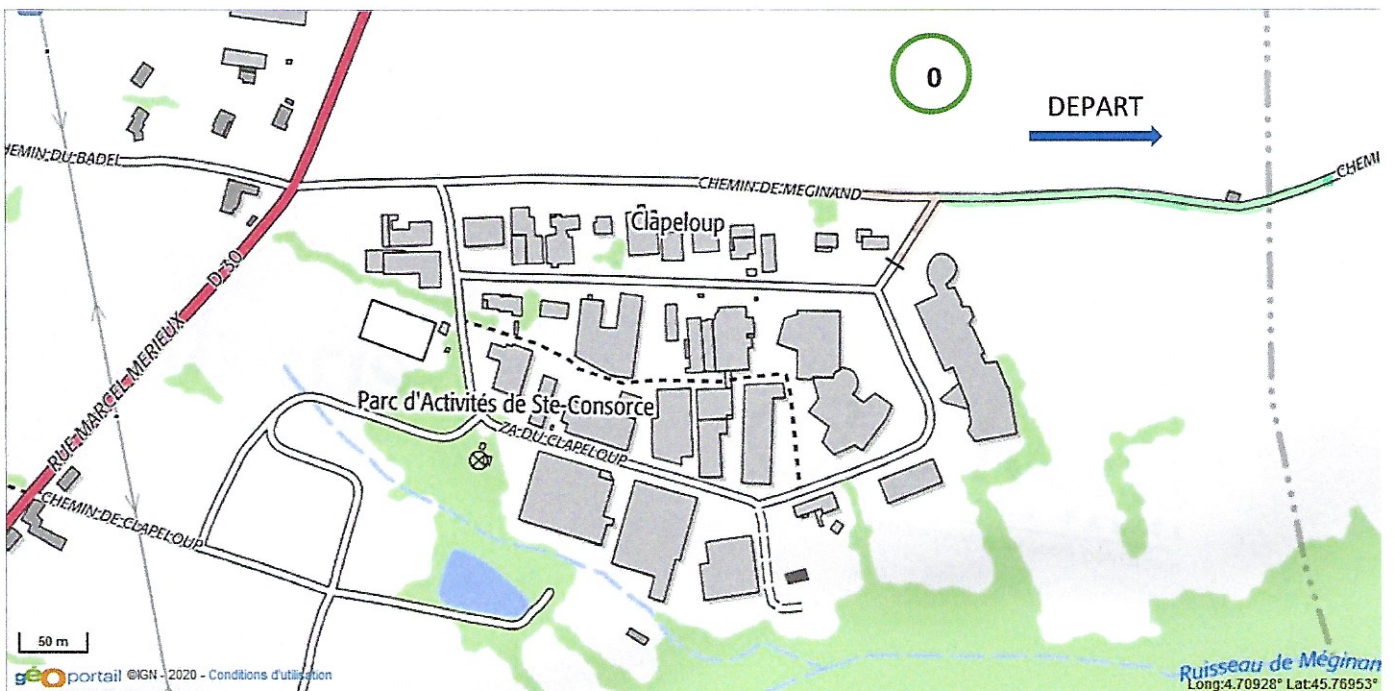 0
DEPART
HEMIN DU BADEL
CHEMIN DE MEGINAND
CHEMI
Clapeloup
D 30
RUE MARCEL MERIEUX
Parc d'Activités de Ste-Consorce
ZA DU CLAPELOUP
CHEMIN DE CLAPELOUP
50 m
géoportail ©IGN - 2020 - Conditions d'utilisation
Ruisseau de Méginan
Long:4.70928° Lat:45.76953°